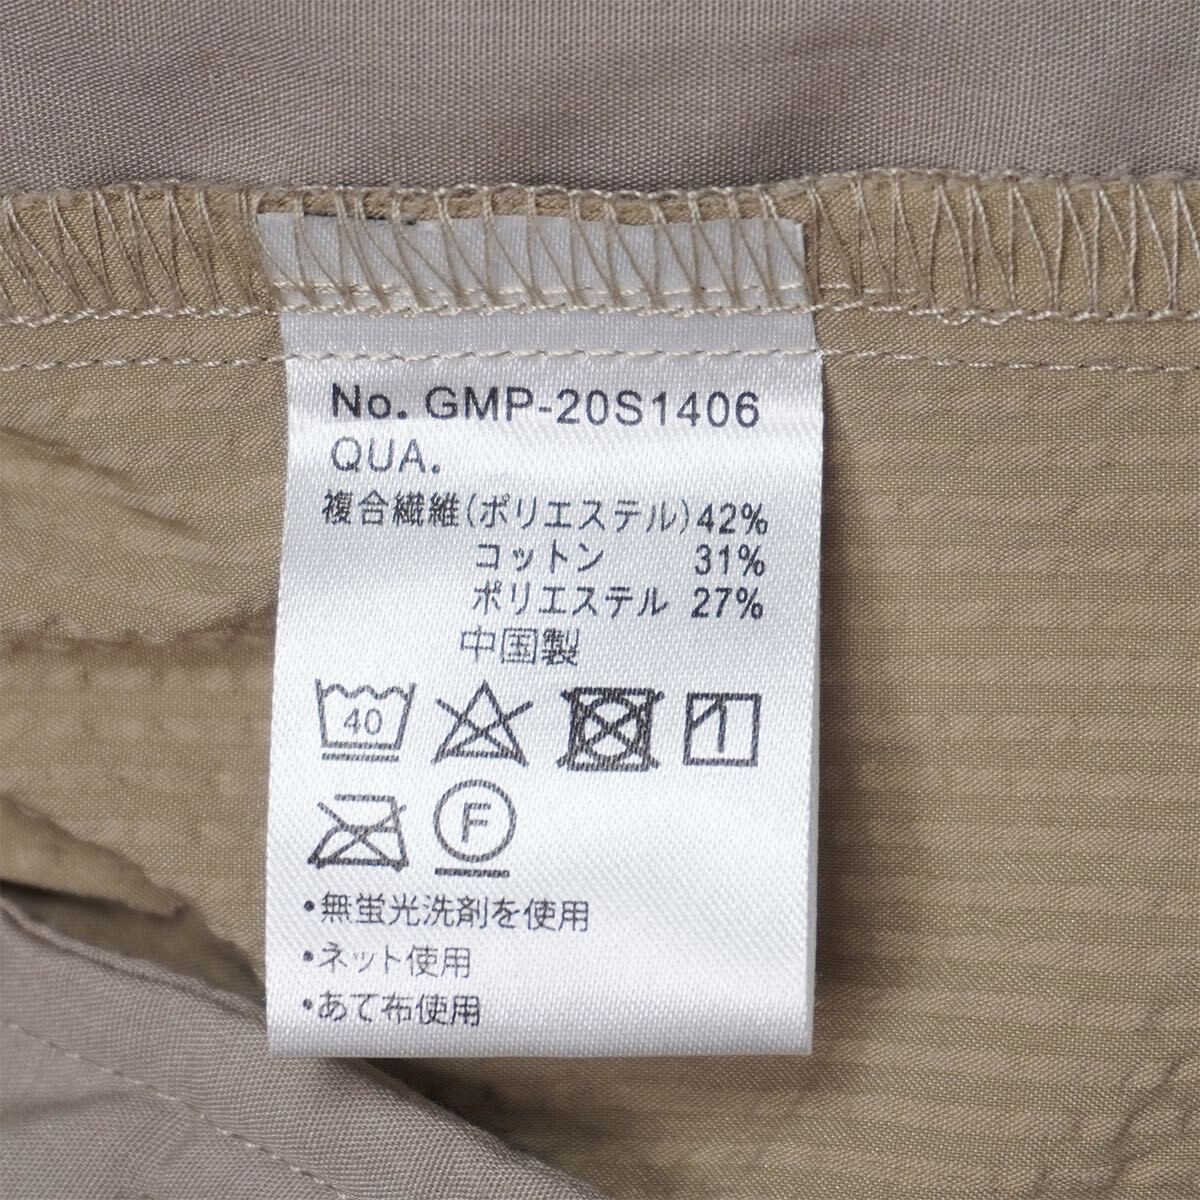 No. GMP-20S1406
QUA.
複合繊維(ポリエステル)42%
コットン 31%
ポリエステル 27%
中国製
40
F
・無蛍光洗剤を使用
・ネット使用
・あて布使用